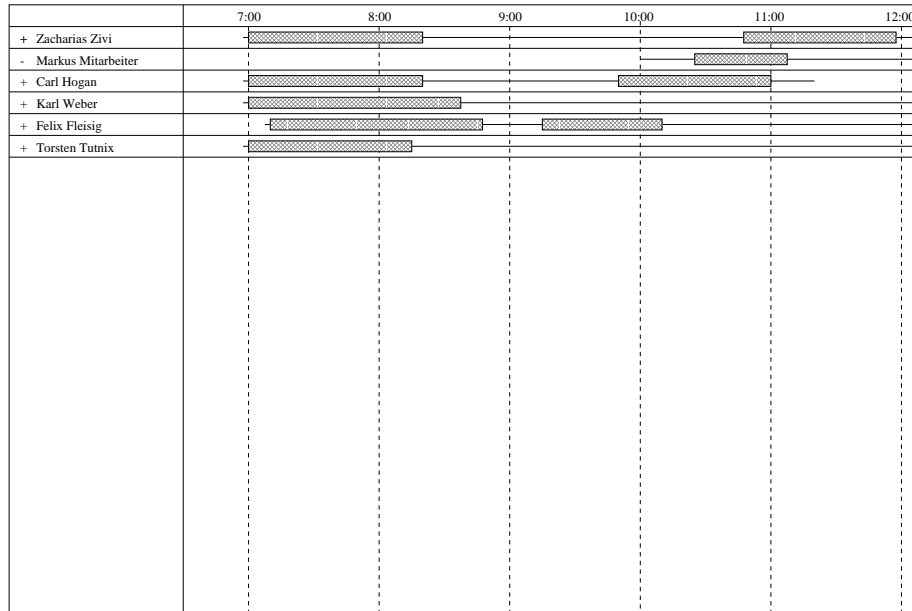 7:00 8:00 9:00 10:00 11:00 12:00
+ Zacharias Zivi
- Markus Mitarbeiter
+ Carl Hogan
+ Karl Weber
+ Felix Fleisig
+ Torsten Tutnix